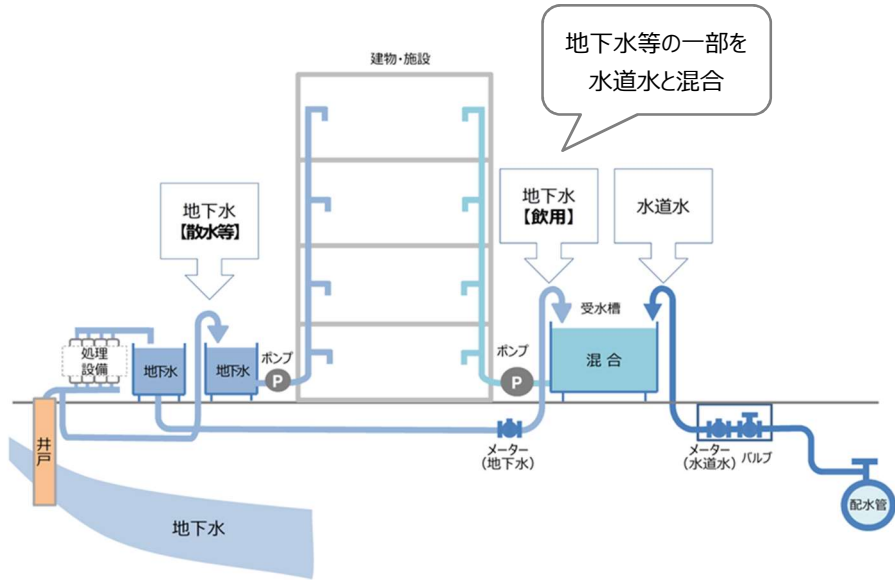 地下水等の一部を
水道水と混合
建物・施設
地下水
【散水等】
地下水
【飲用】
水道水
処理
設備
地下水
地下水
ポンプ
P
ポンプ
P
受水槽
混合
井戸
メーター
(地下水)
メーター
(水道水)
バルブ
配水管
地下水